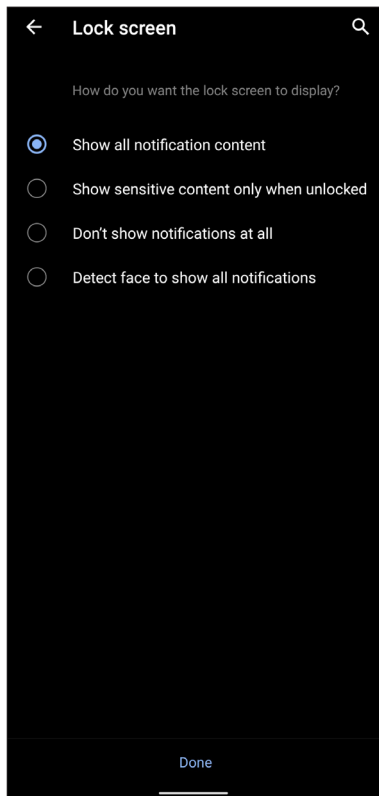 Lock screen
How do you want the lock screen to display?
Show all notification content
Show sensitive content only when unlocked
Don’t show notifications at all
Detect face to show all notifications
Done